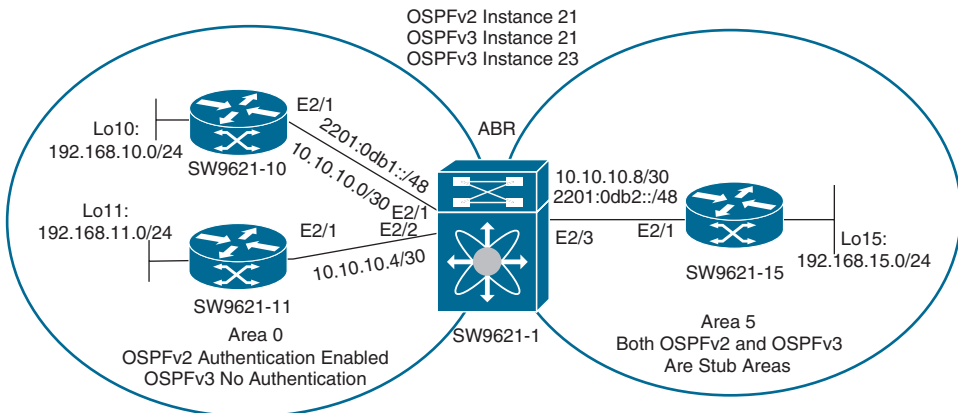 OSPFv2 Instance 21
OSPFv3 Instance 21
OSPFv3 Instance 23
E2/1
Lo10:
192.168.10.0/24
SW9621-10
2201:0db1::/48
10.10.10.0/30
ABR
10.10.10.8/30
2201:0db2::/48
Lo11:
192.168.11.0/24
E2/1
E2/1
E2/2
E2/3
E2/1
10.10.10.4/30
SW9621-11
SW9621-15
Lo15:
192.168.15.0/24
SW9621-1
Area 0
OSPFv2 Authentication Enabled
OSPFv3 No Authentication
Area 5
Both OSPFv2 and OSPFv3
Are Stub Areas